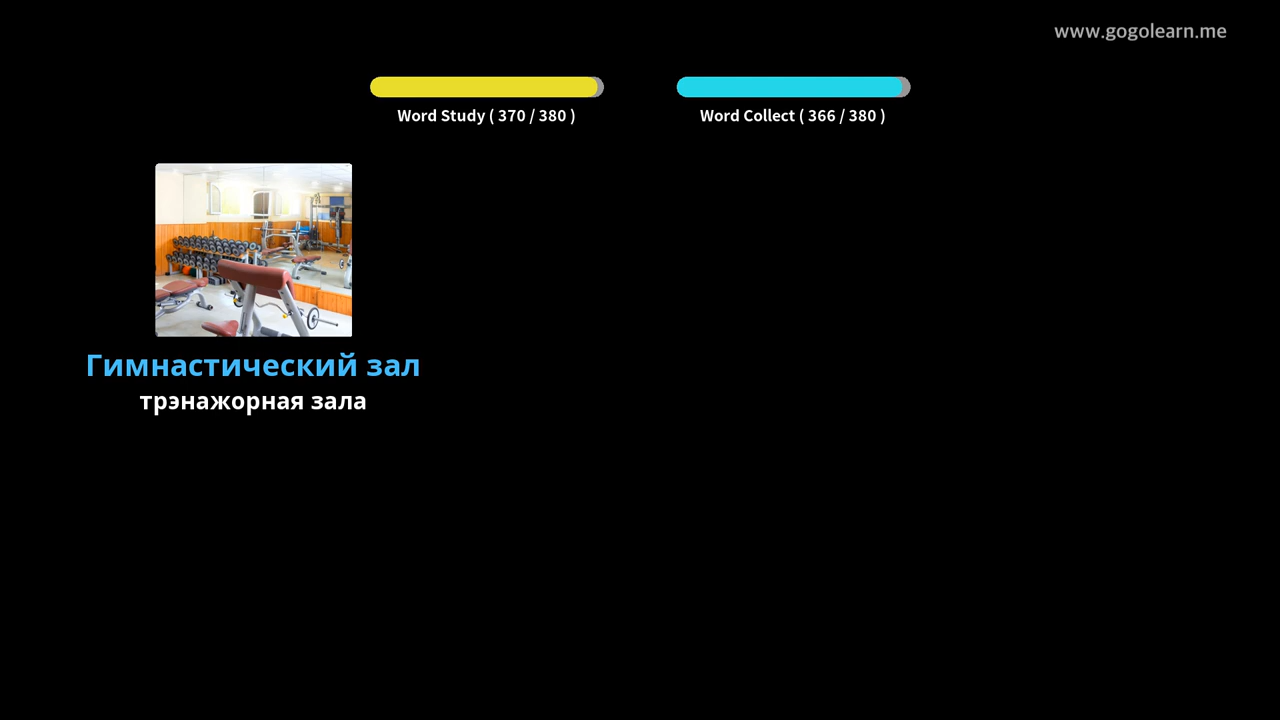 www.gogolearn.me
Word Study ( 370 / 380 )
Word Collect ( 366 / 380 )
Гимнастический зал
трэнажорная зала